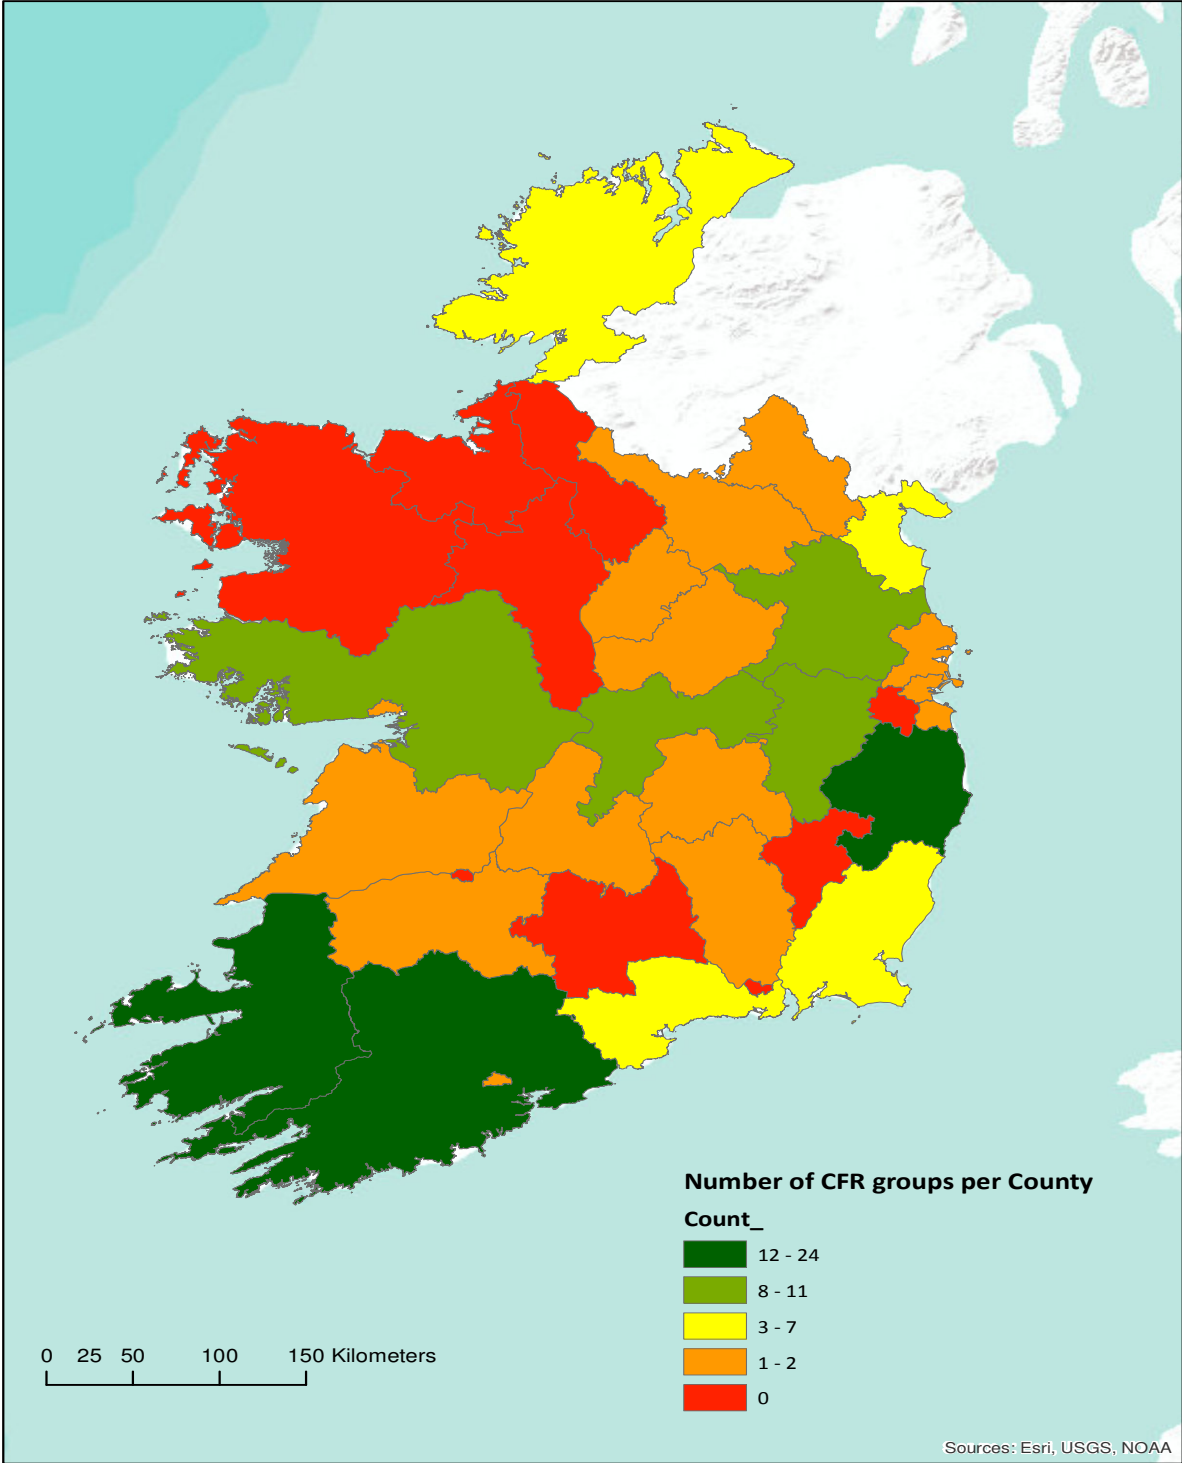 Number of CFR groups per County
Count_
12 - 24
8 - 11
3 - 7
1 - 2
0
0 25 50 100 150 Kilometers
Sources: Esri, USGS, NOAA